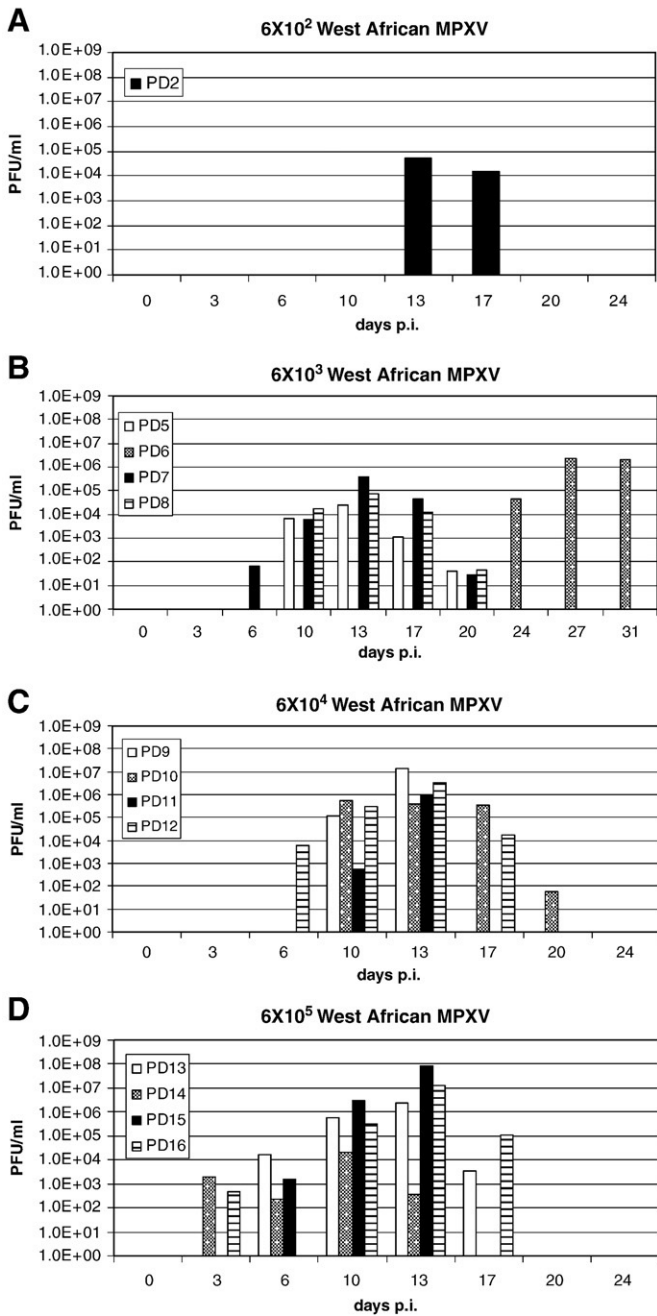 A
6X10² West African MPXV
1.0E+09
1.0E+08
1.0E+07
1.0E+06
1.0E+05
1.0E+04
1.0E+03
1.0E+02
1.0E+01
1.0E+00
PFU/ml
PD2
0 3 6 10 13 17 20 24
days p.i.
B
6X10³ West African MPXV
1.0E+09
1.0E+08
1.0E+07
1.0E+06
1.0E+05
1.0E+04
1.0E+03
1.0E+02
1.0E+01
1.0E+00
PFU/ml
PD5
PD6
PD7
PD8
0 3 6 10 13 17 20 24 27 31
days p.i.
C
6X10⁴ West African MPXV
1.0E+09
1.0E+08
1.0E+07
1.0E+06
1.0E+05
1.0E+04
1.0E+03
1.0E+02
1.0E+01
1.0E+00
PFU/ml
PD9
PD10
PD11
PD12
0 3 6 10 13 17 20 24
days p.i.
D
6X10⁵ West African MPXV
1.0E+09
1.0E+08
1.0E+07
1.0E+06
1.0E+05
1.0E+04
1.0E+03
1.0E+02
1.0E+01
1.0E+00
PFU/ml
PD13
PD14
PD15
PD16
0 3 6 10 13 17 20 24
days p.i.